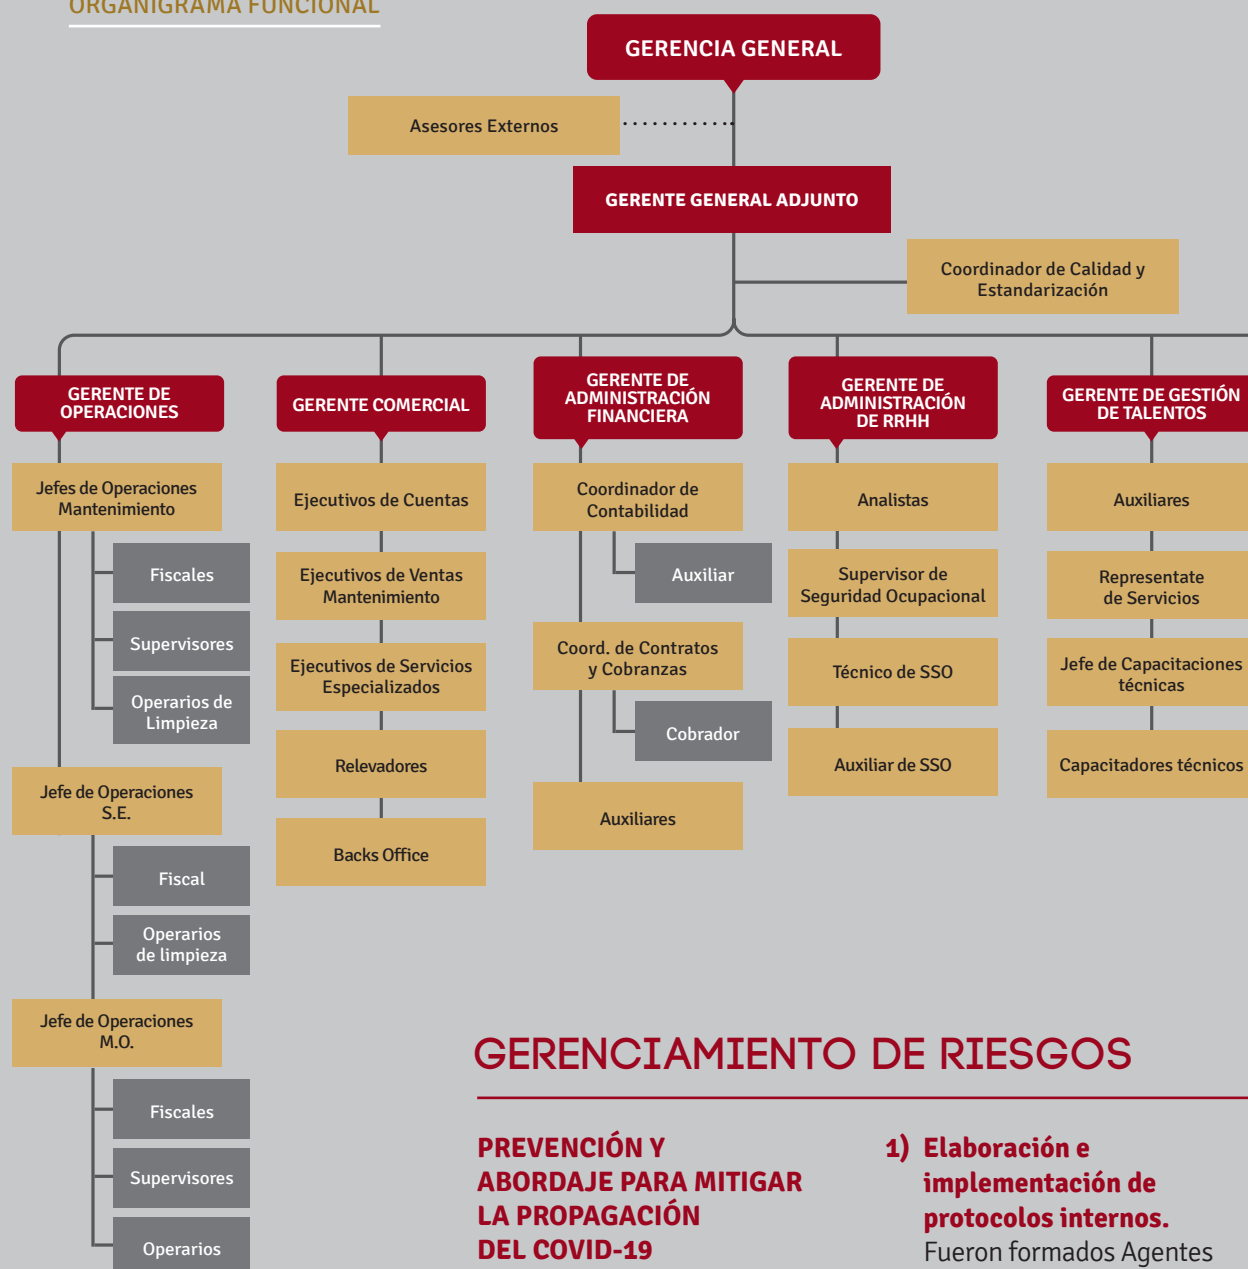 ORGANIGRAMA FUNCIONAL
GERENCIA GENERAL
Asesores Externos
GERENTE GENERAL ADJUNTO
Coordinador de Calidad y
Estandarización
GERENTE DE
OPERACIONES
Jefes de Operaciones
Mantenimiento
Fiscales
Supervisores
Operarios de
Limpieza
Jefe de Operaciones
S.E.
Fiscal
Operarios
de limpieza
Jefe de Operaciones
M.O.
Fiscales
Supervisores
Operarios
GERENTE COMERCIAL
Ejecutivos de Cuentas
Ejecutivos de Ventas
Mantenimiento
Ejecutivos de Servicios
Especializados
Relevadores
Backs Office
GERENTE DE
ADMINISTRACIÓN
FINANCIERA
Coordinador de
Contabilidad
Auxiliar
Coord. de Contratos
y Cobranzas
Cobrador
Auxiliares
GERENTE DE
ADMINISTRACIÓN
DE RRHH
Analistas
Supervisor de
Seguridad Ocupacional
Técnico de SSO
Auxiliar de SSO
GERENTE DE GESTIÓN
DE TALENTOS
Auxiliares
Represetate
de Servicios
Jefe de Capacitaciones
técnicas
Capacitadores técnicos
GERENCIAMIENTO DE RIESGOS
PREVENCIÓN Y
ABORDAJE PARA MITIGAR
LA PROPAGACIÓN
DEL COVID-19
1) Elaboración e
implementación de
protocolos internos.
Fueron formados Agentes